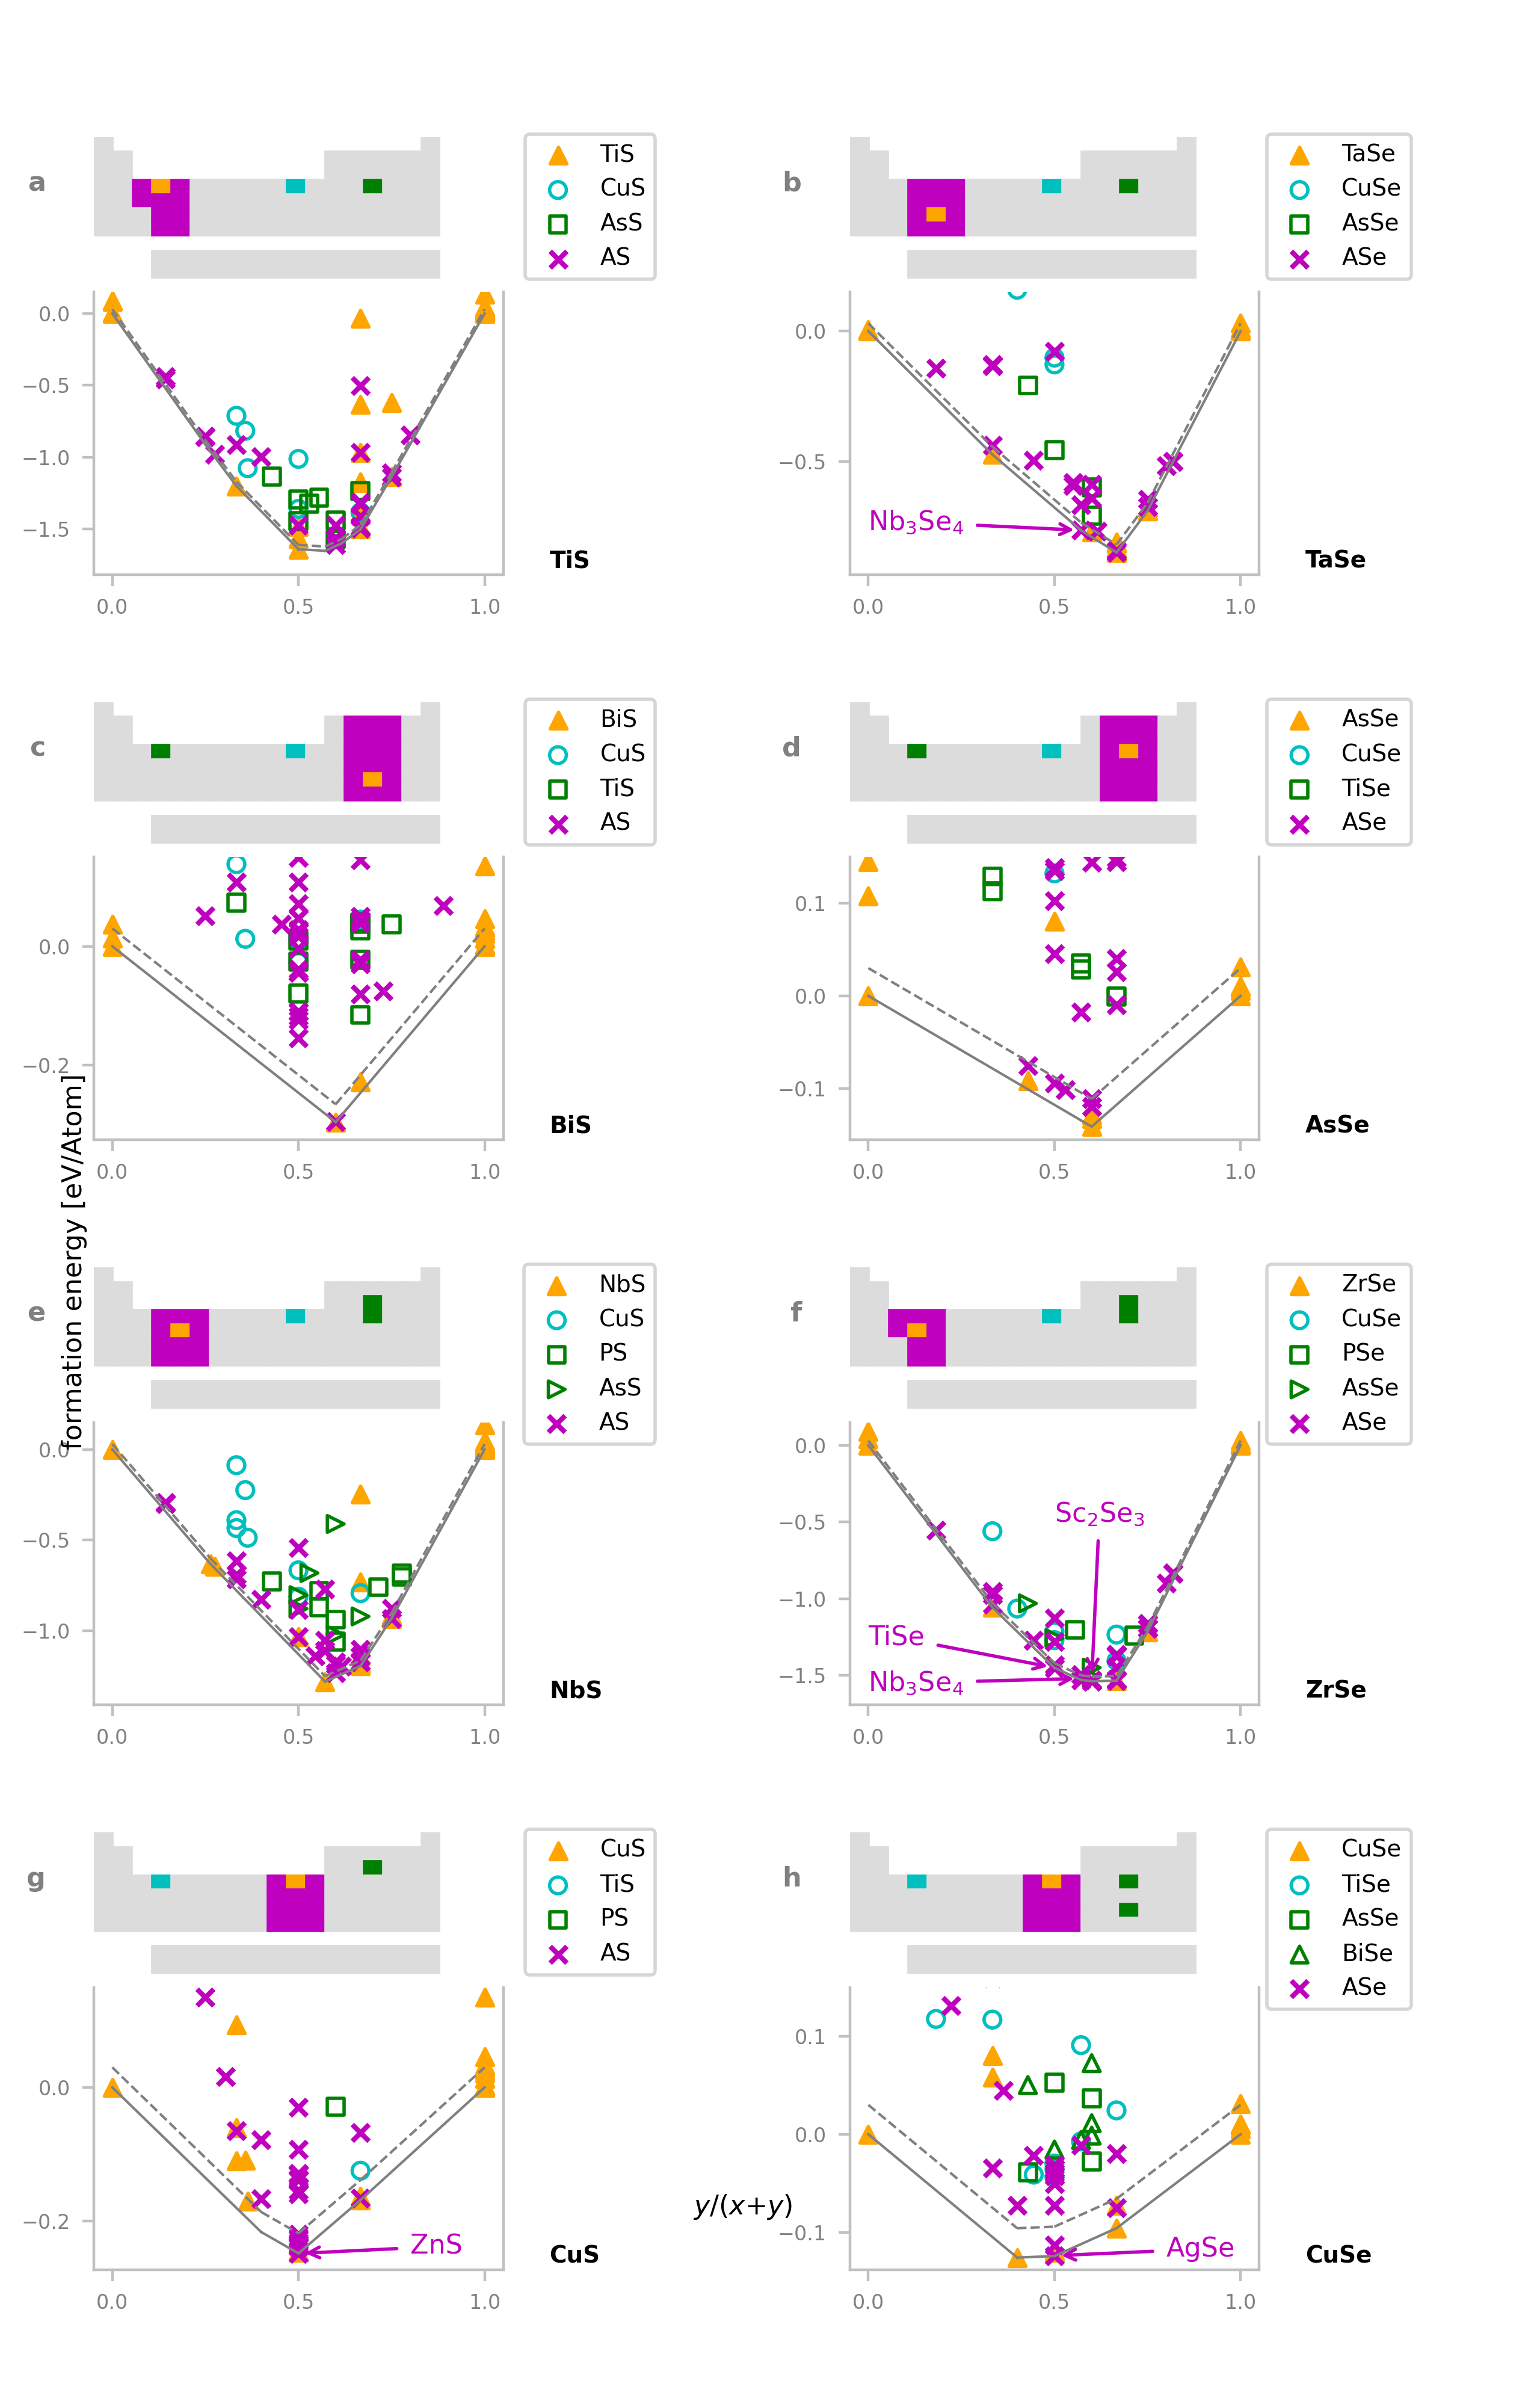 a
TiS
CuS
AsS
AS
0.0
−0.5
−1.0
−1.5
0.0 0.5 1.0
TiS
b
TaSe
CuSe
AsSe
ASe
0.0
−0.5
Nb₃Se₄
0.0 0.5 1.0
TaSe
c
BiS
CuS
TiS
AS
0.0
−0.2
0.0 0.5 1.0
BiS
d
AsSe
CuSe
TiSe
ASe
0.1
0.0
−0.1
0.0 0.5 1.0
AsSe
formation energy [eV/Atom]
e
NbS
CuS
PS
AsS
AS
0.0
−0.5
−1.0
0.0 0.5 1.0
NbS
f
ZrSe
CuSe
PSe
AsSe
ASe
0.0
−0.5
−1.0
−1.5
Sc₂Se₃
TiSe
Nb₃Se₄
0.0 0.5 1.0
ZrSe
g
CuS
TiS
PS
AS
0.0
−0.2
ZnS
0.0 0.5 1.0
CuS
h
CuSe
TiSe
AsSe
BiSe
ASe
0.1
0.0
−0.1
AgSe
0.0 0.5 1.0
CuSe
y/(x+y)